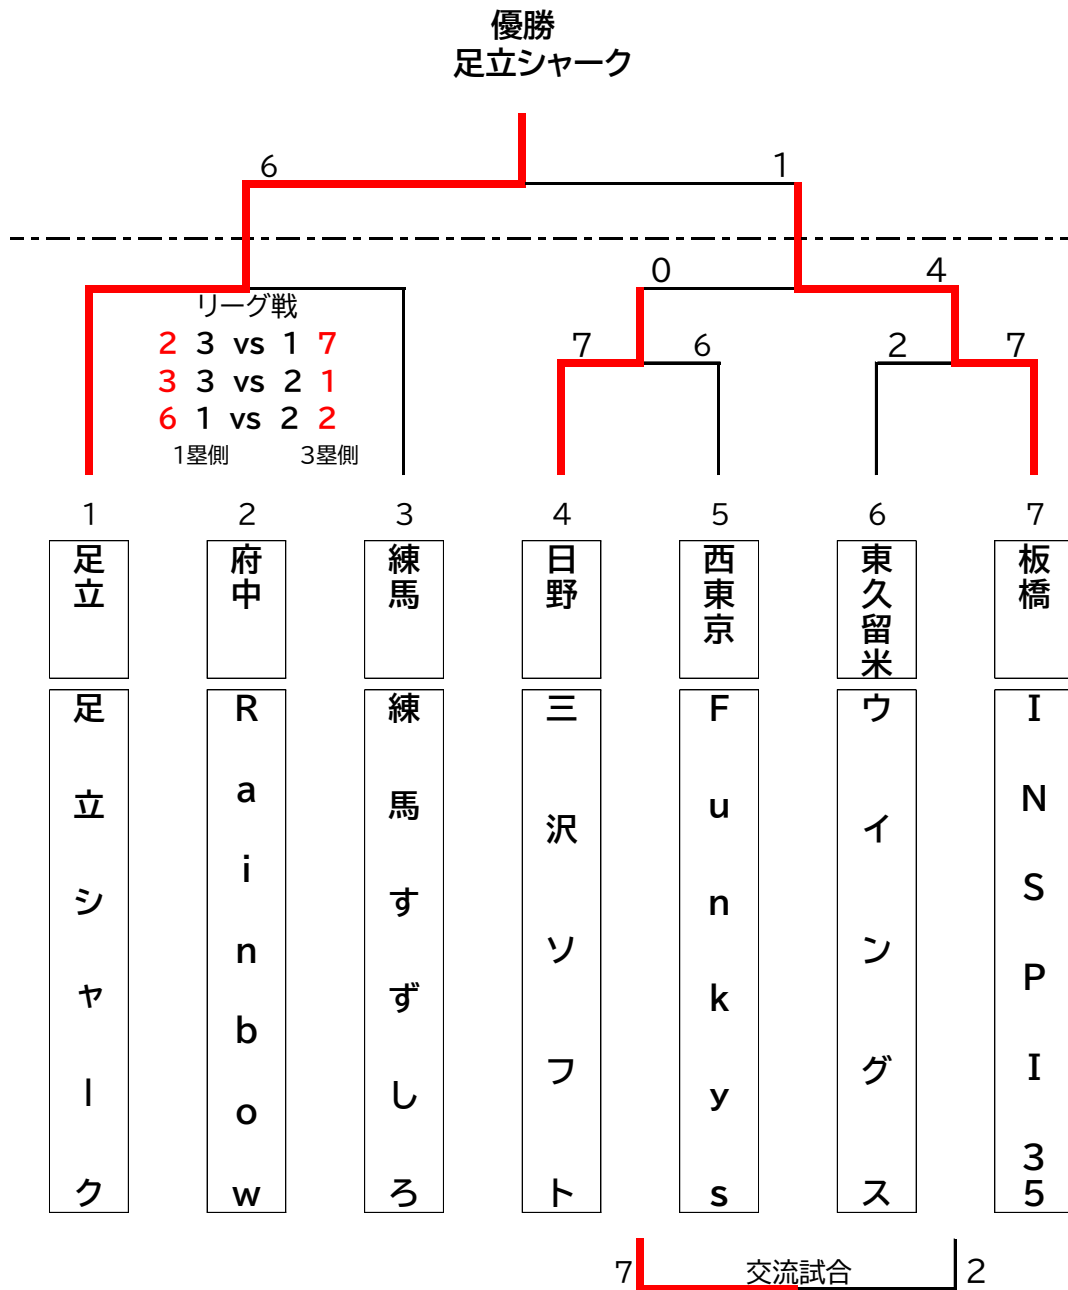 優勝
足立シャーク
6 1
0 4
リーグ戦
2 3 vs 1 7
3 3 vs 2 1
6 1 vs 2 2
1塁側 3塁側
7 6 2 7
1 2 3 4 5 6 7
足立
府中
練馬
日野
西東京
東久留米
板橋
足立シャーク
Rainbow
練馬すずしろ
三沢ソフト
Funkys
ウイングス
INSPI35
7 交流試合 2